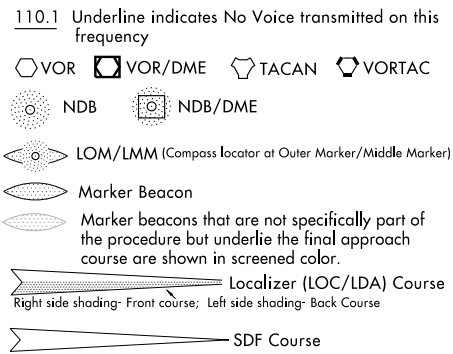 110.1 Underline indicates No Voice transmitted on this
frequency
VOR VOR/DME TACAN VORTAC
NDB NDB/DME
LOM/LMM (Compass locator at Outer Marker/Middle Marker)
Marker Beacon
Marker beacons that are not specifically part of
the procedure but underlie the final approach
course are shown in screened color.
Localizer (LOC/LDA) Course
Right side shading- Front course; Left side shading- Back Course
SDF Course